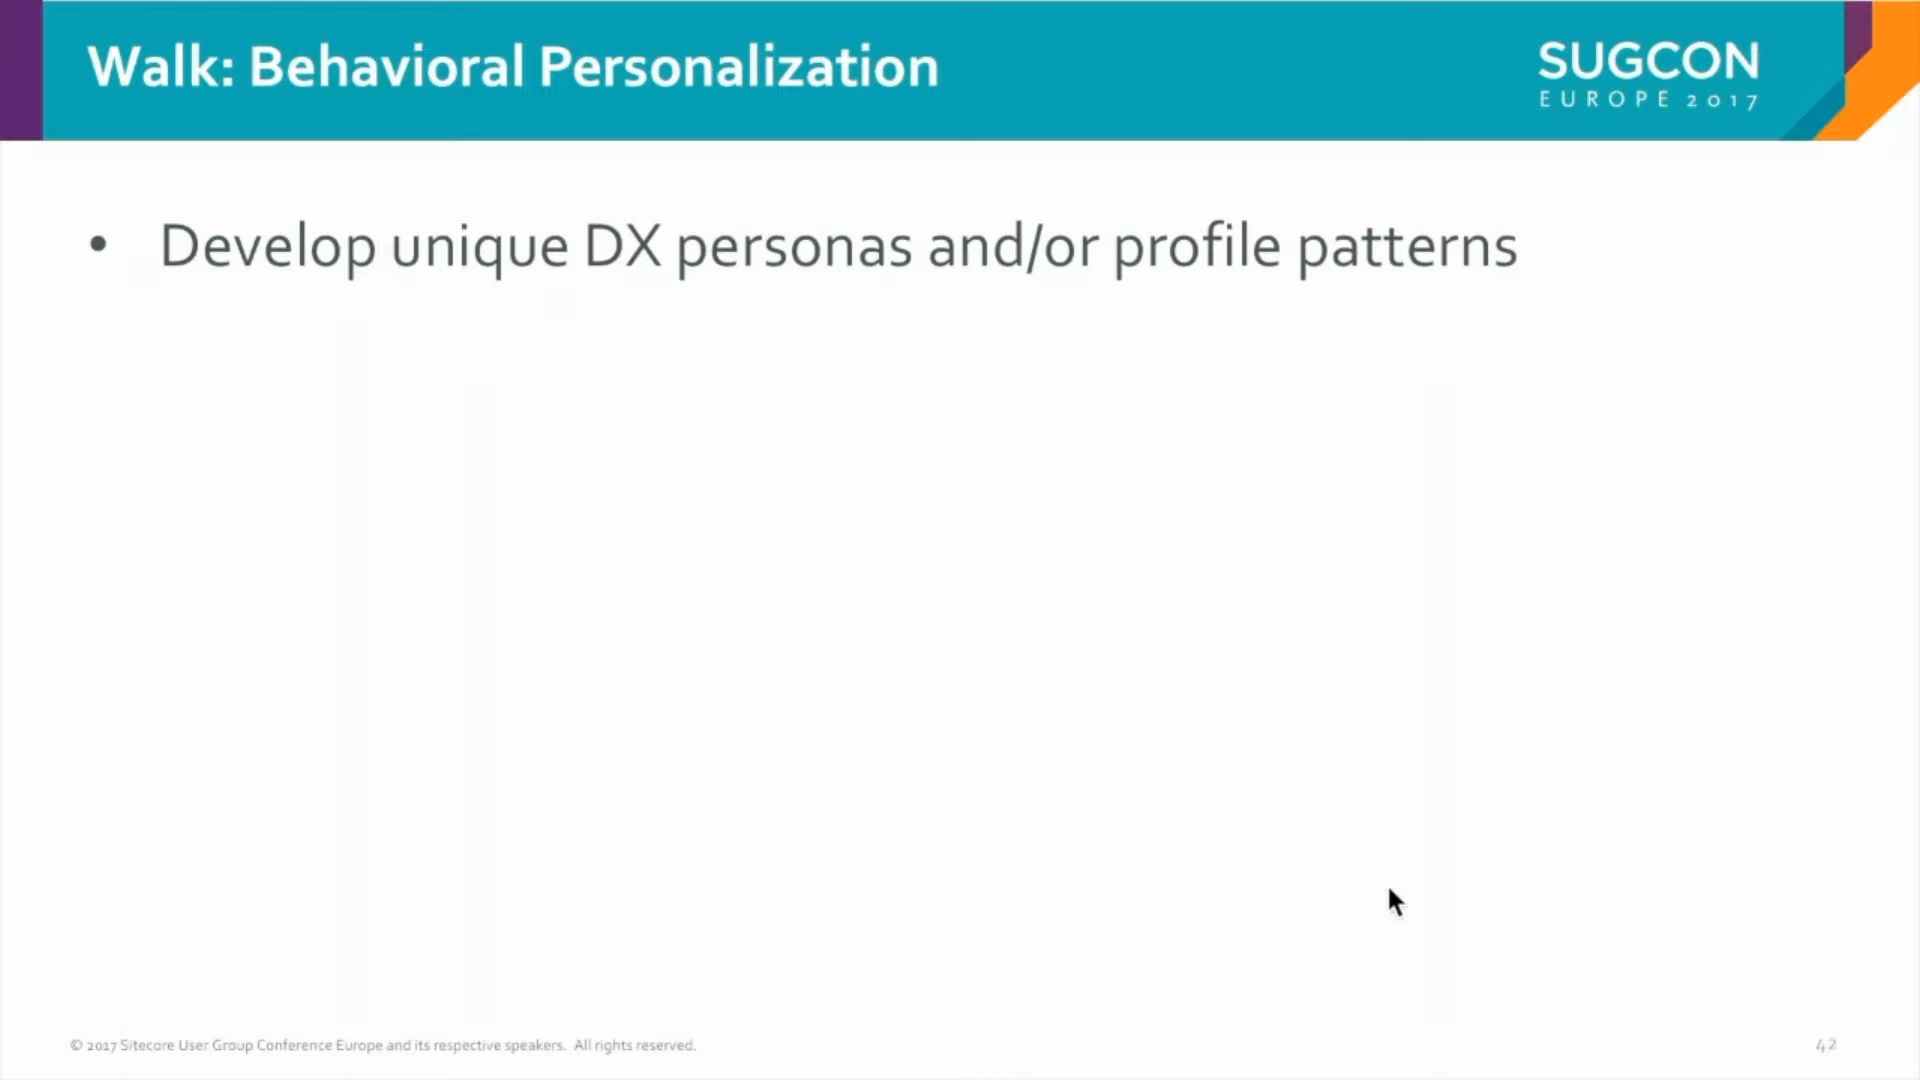 Walk: Behavioral Personalization
SUGCON
EUROPE 2017
• Develop unique DX personas and/or profile patterns
© 2017 Sitecore User Group Conference Europe and its respective speakers. All rights reserved.
42